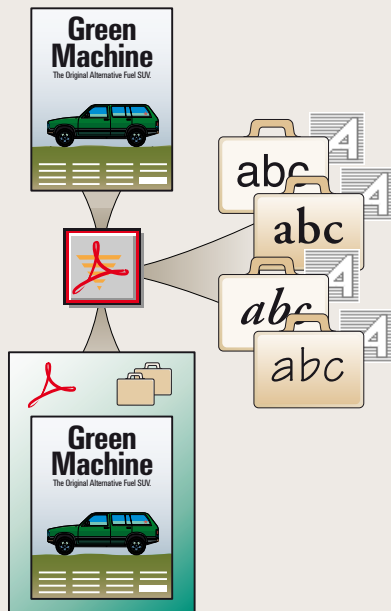 Green
Machine
The Original Alternative Fuel SUV.
abc
abc
abc
abc
Green
Machine
The Original Alternative Fuel SUV.